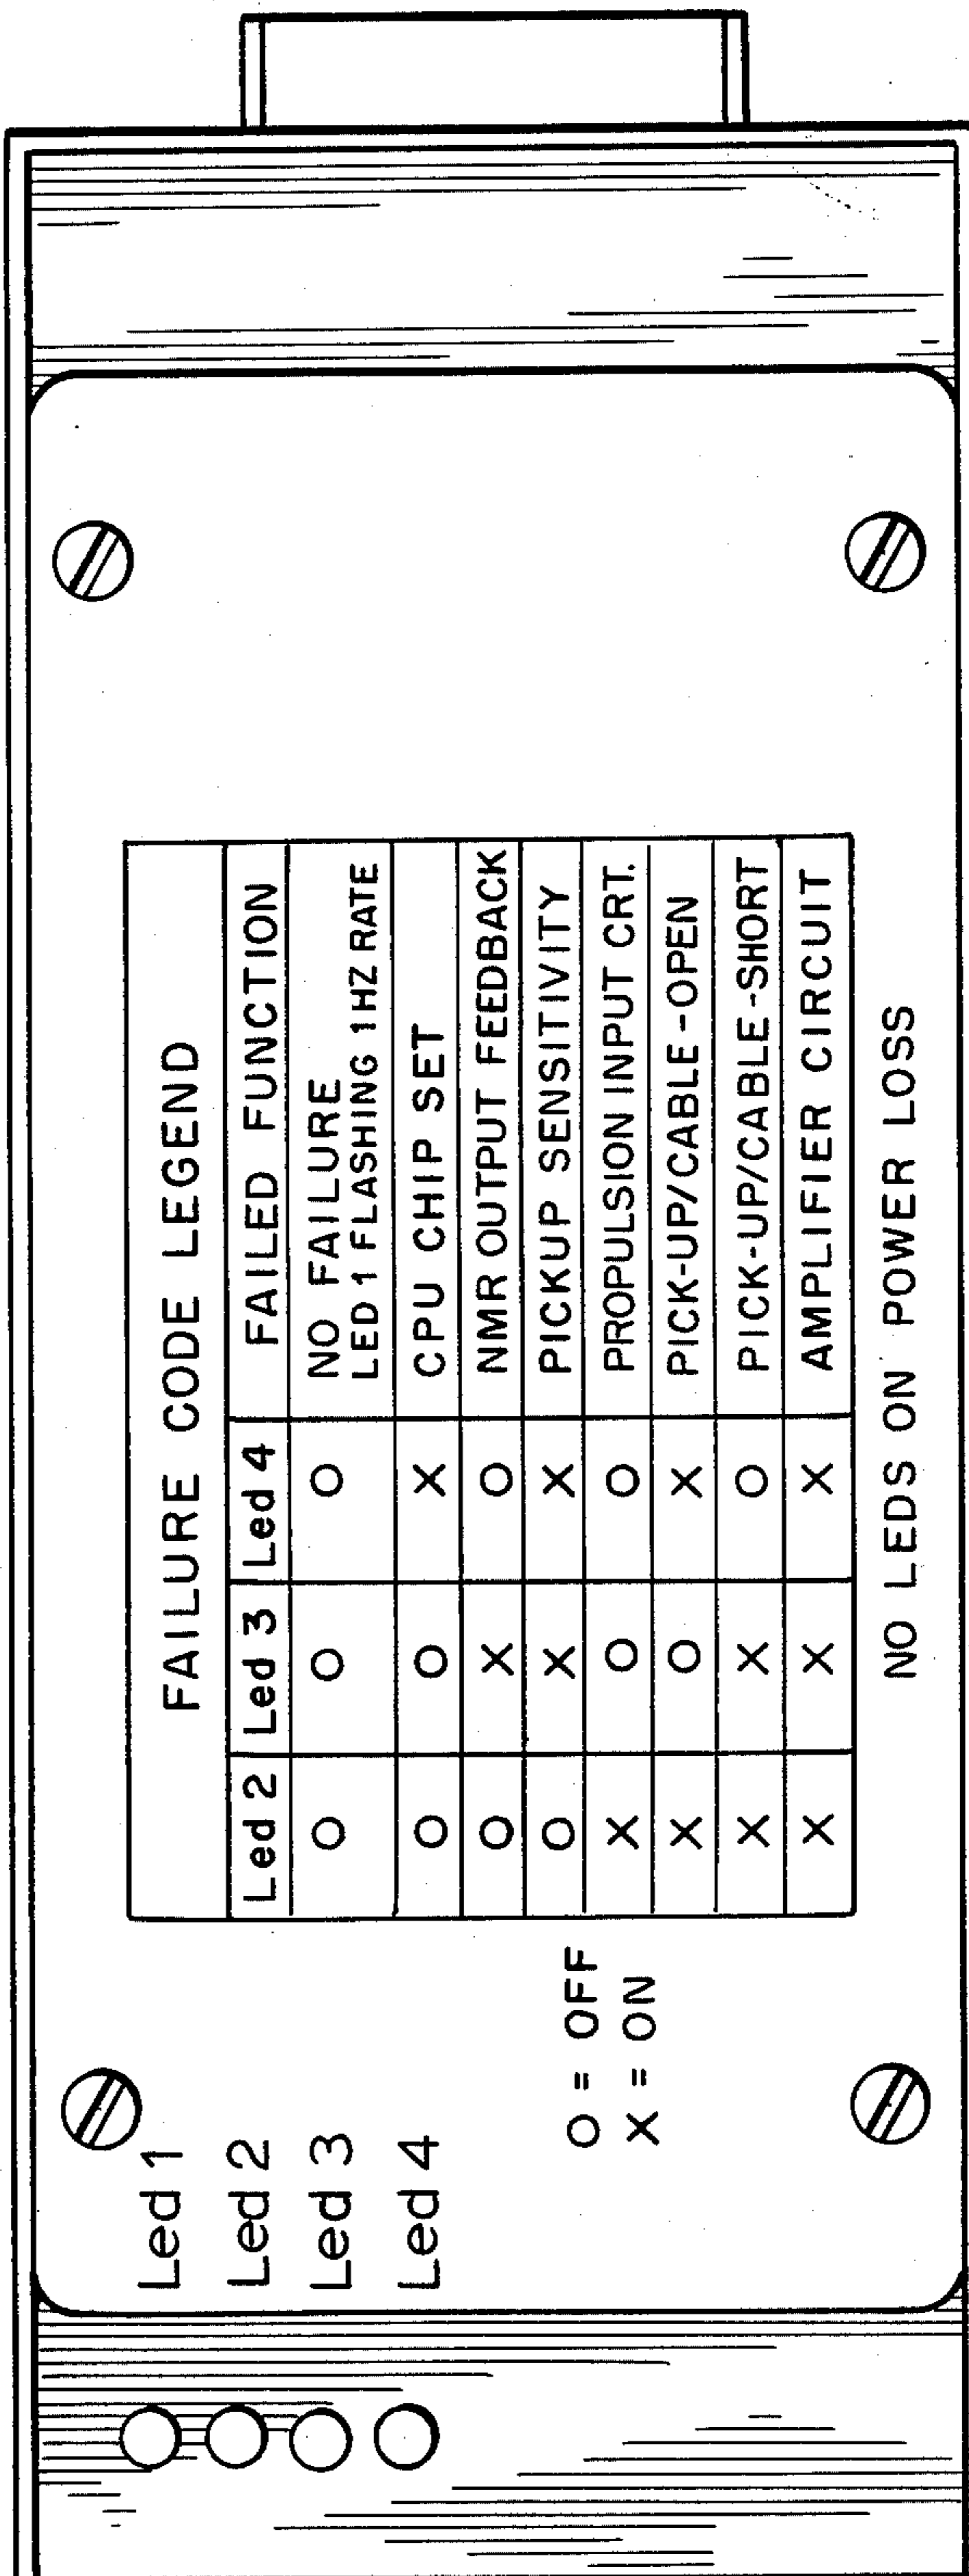 Led 1
Led 2
Led 3
Led 4
O = OFF
X = ON
FAILURE CODE LEGEND
Led 2 Led 3 Led 4 FAILED FUNCTION
O O O NO FAILURE
LED 1 FLASHING 1HZ RATE
O O X CPU CHIP SET
O X O NMR OUTPUT FEEDBACK
O X X PICKUP SENSITIVITY
X O O PROPULSION INPUT CRT.
X O X PICK-UP/CABLE-OPEN
X X O PICK-UP/CABLE-SHORT
X X X AMPLIFIER CIRCUIT
NO LEDS ON POWER LOSS